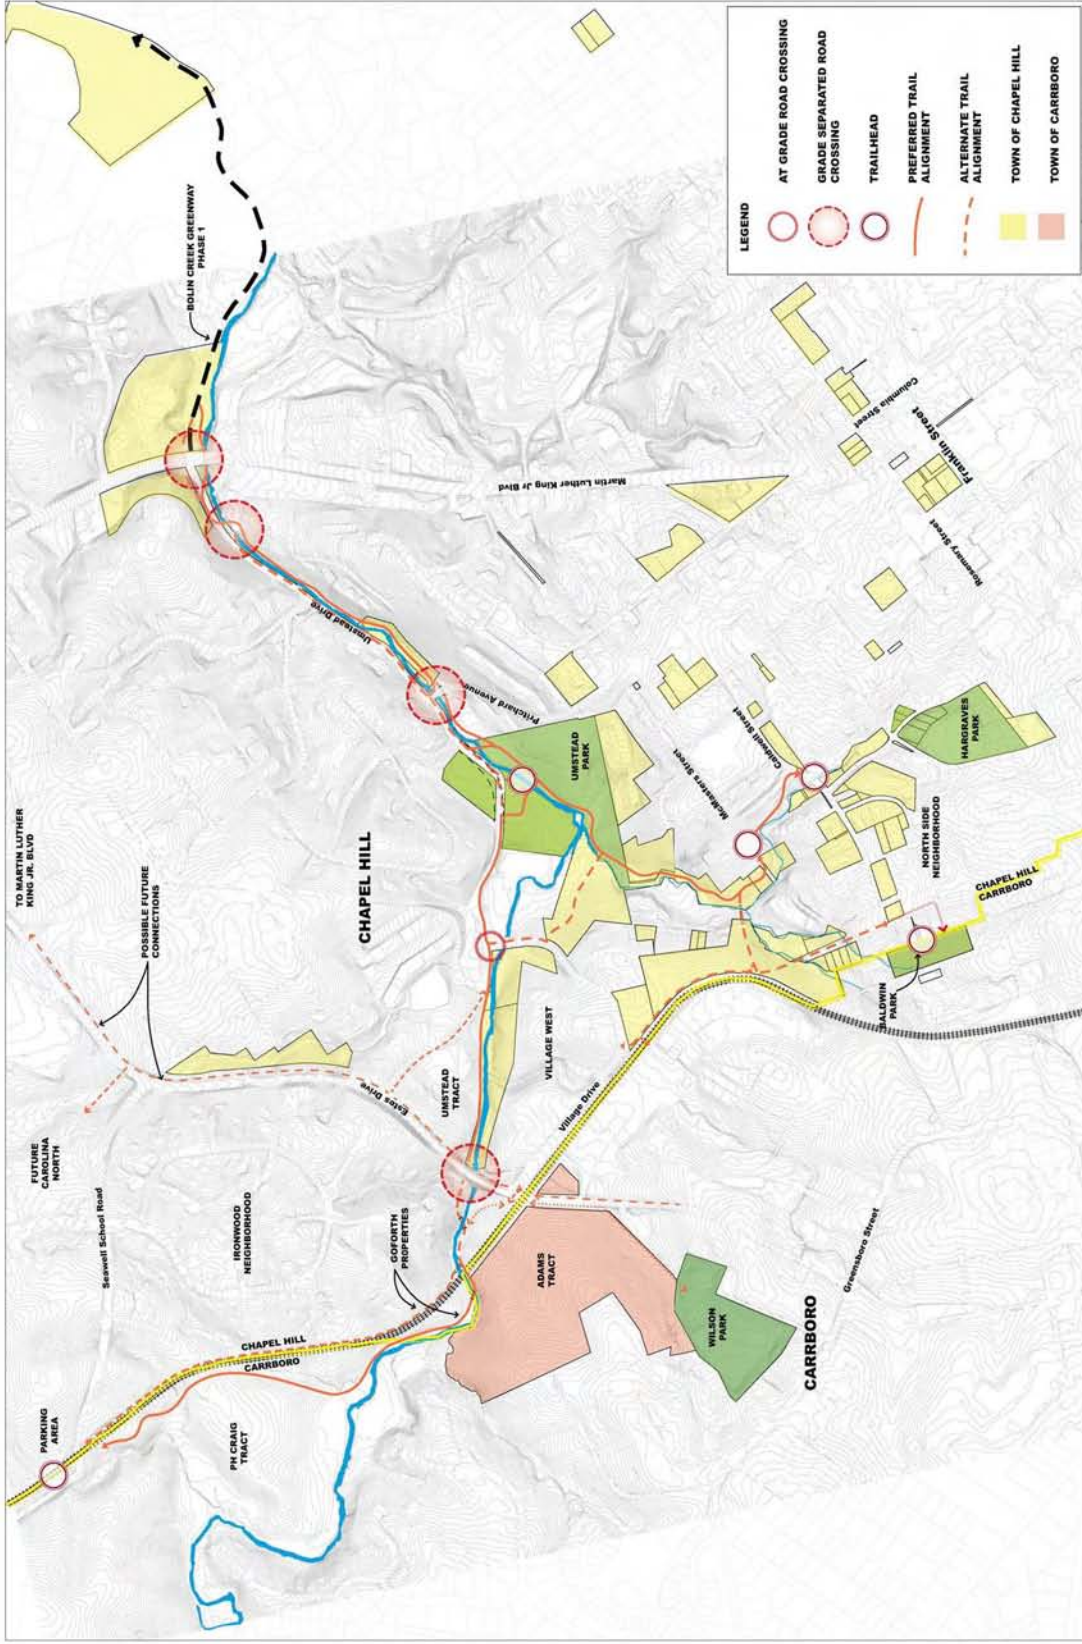 TO MARTIN LUTHER
KING JR. BLVD
POSSIBLE FUTURE
CONNECTIONS
BOLIN CREEK GREENWAY
PHASE 1
FUTURE
CAROLINA
NORTH
Seawell School Road
PARKING
AREA
IRONWOOD
NEIGHBORHOOD
CHAPEL HILL
CARRBORO
PH CRAIG
TRACT
GOFORTH
PROPERTIES
Estes Drive
UMSTEAD
TRACT
CHAPEL HILL
Umstead Drive
Pritchard Avenue
Martin Luther King Jr Blvd
UMSTEAD
PARK
VILLAGE WEST
Village Drive
ADAMS
TRACT
WILSON
PARK
CARRBORO
Greensboro Street
BALDWIN
PARK
McMasters Street
Caldwell Street
NORTH SIDE
NEIGHBORHOOD
CHAPEL HILL
CARRBORO
HARGRAVES
PARK
Rosemary Street
Franklin Street
Columbia Street
LEGEND
AT GRADE ROAD CROSSING
GRADE SEPARATED ROAD
CROSSING
TRAILHEAD
PREFERRED TRAIL
ALIGNMENT
ALTERNATE TRAIL
ALIGNMENT
TOWN OF CHAPEL HILL
TOWN OF CARRBORO